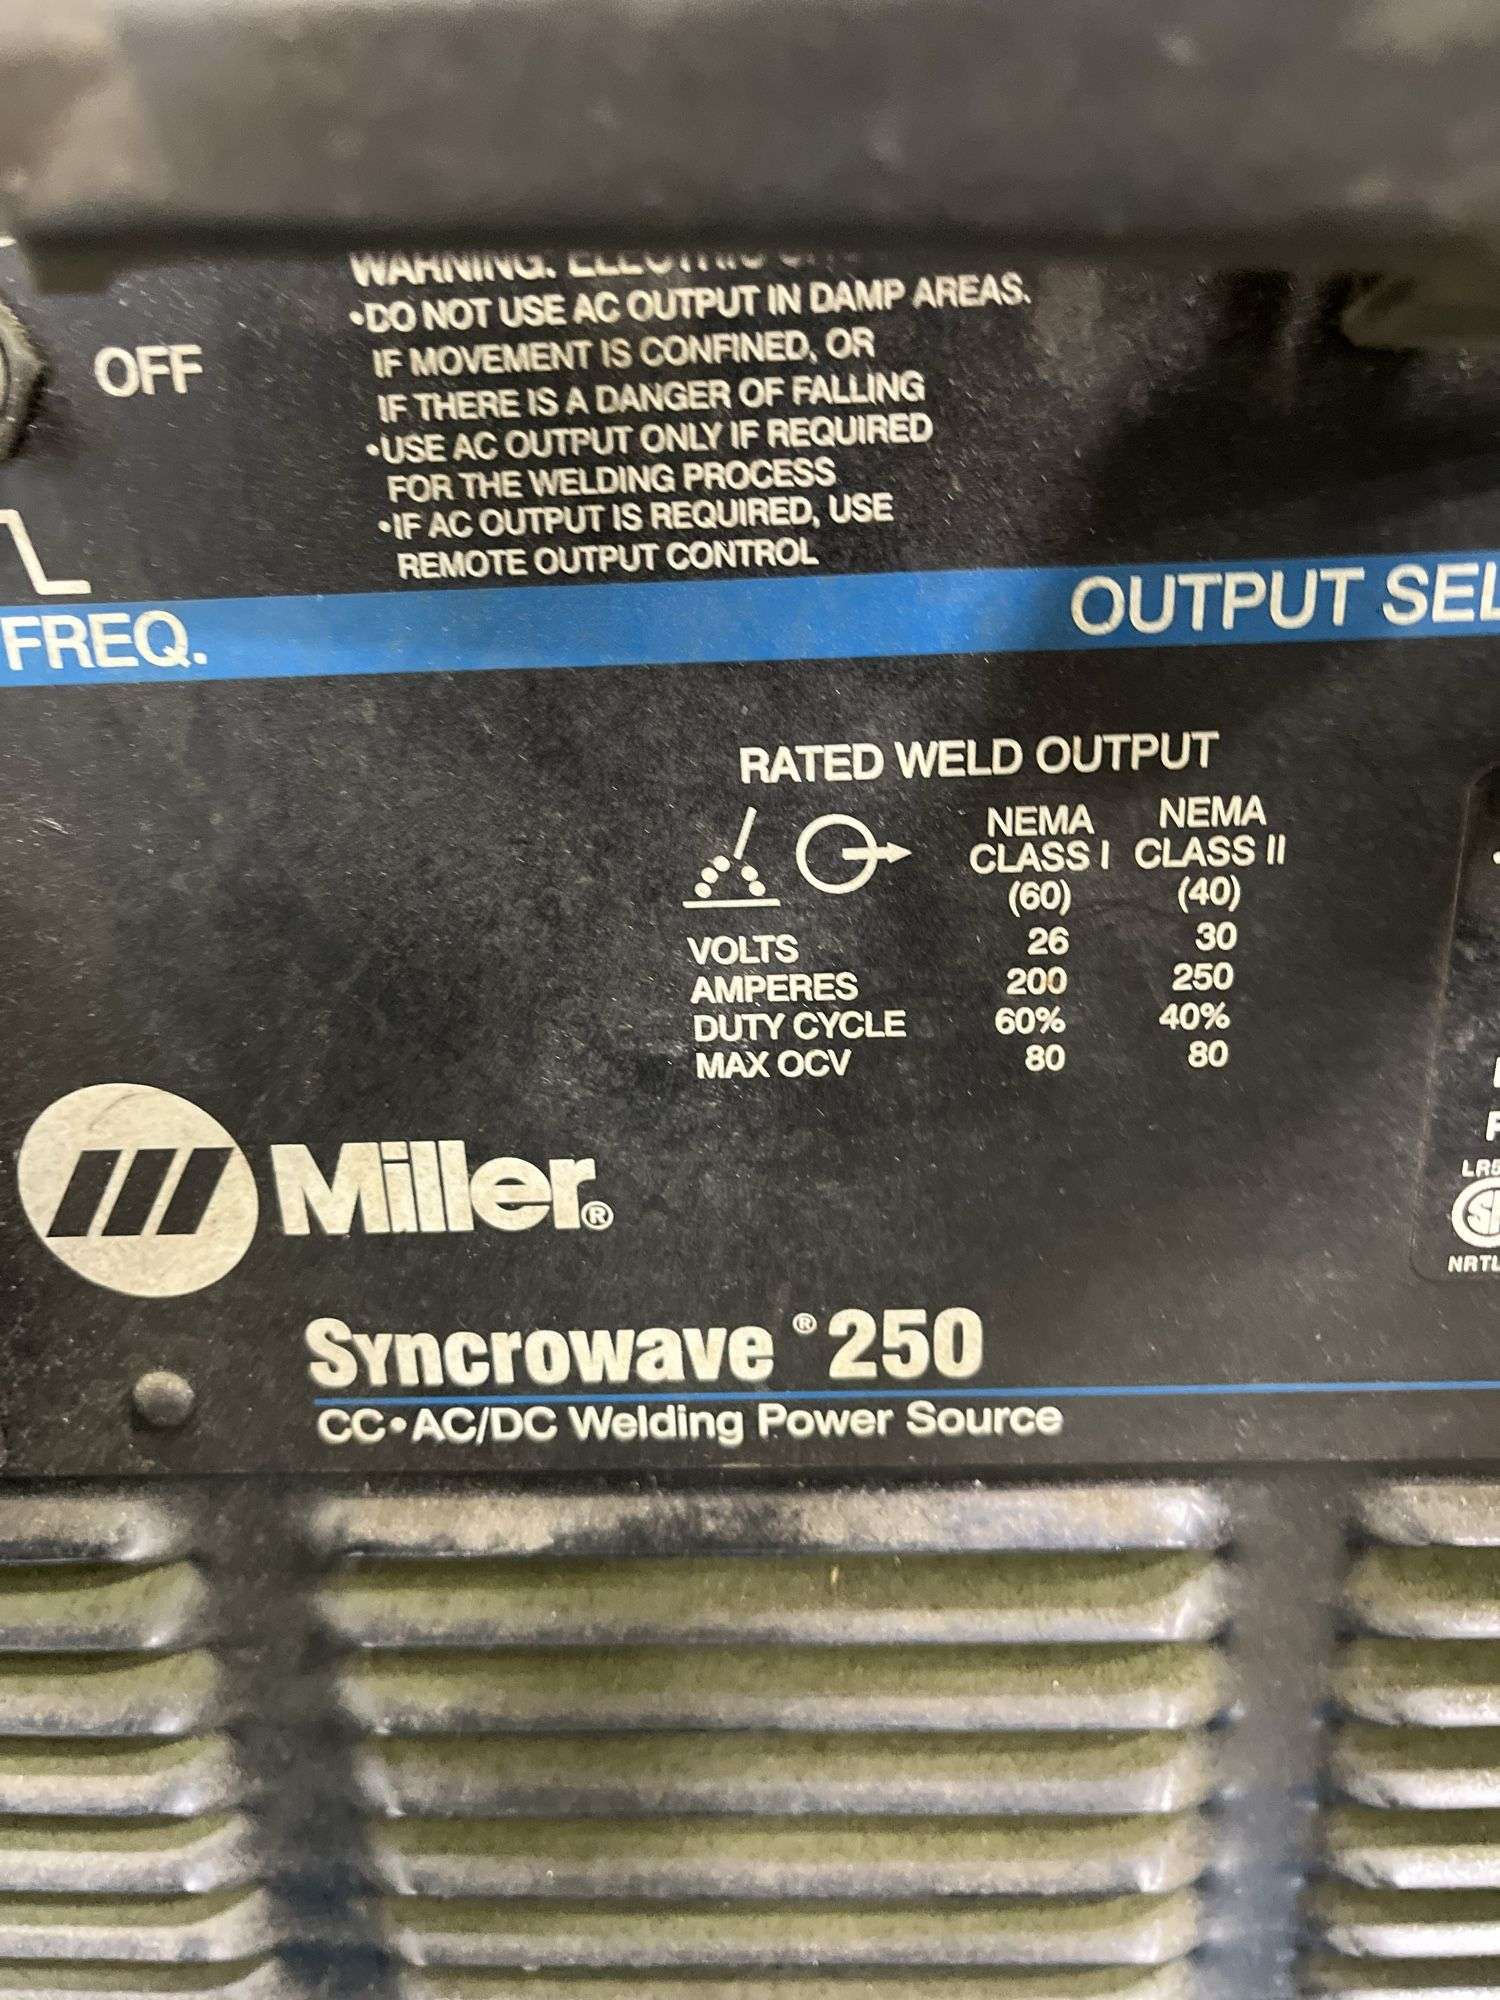 WARNING.
•DO NOT USE AC OUTPUT IN DAMP AREAS.
IF MOVEMENT IS CONFINED, OR
OFF
IF THERE IS A DANGER OF FALLING
•USE AC OUTPUT ONLY IF REQUIRED
FOR THE WELDING PROCESS
•IF AC OUTPUT IS REQUIRED, USE
REMOTE OUTPUT CONTROL
FREQ.
OUTPUT SEL
RATED WELD OUTPUT
NEMA NEMA
CLASS I CLASS II
(60) (40)
VOLTS 26 30
AMPERES 200 250
DUTY CYCLE 60% 40%
MAX OCV 80 80
Miller®
LR5
NRTL
Syncrowave® 250
CC•AC/DC Welding Power Source